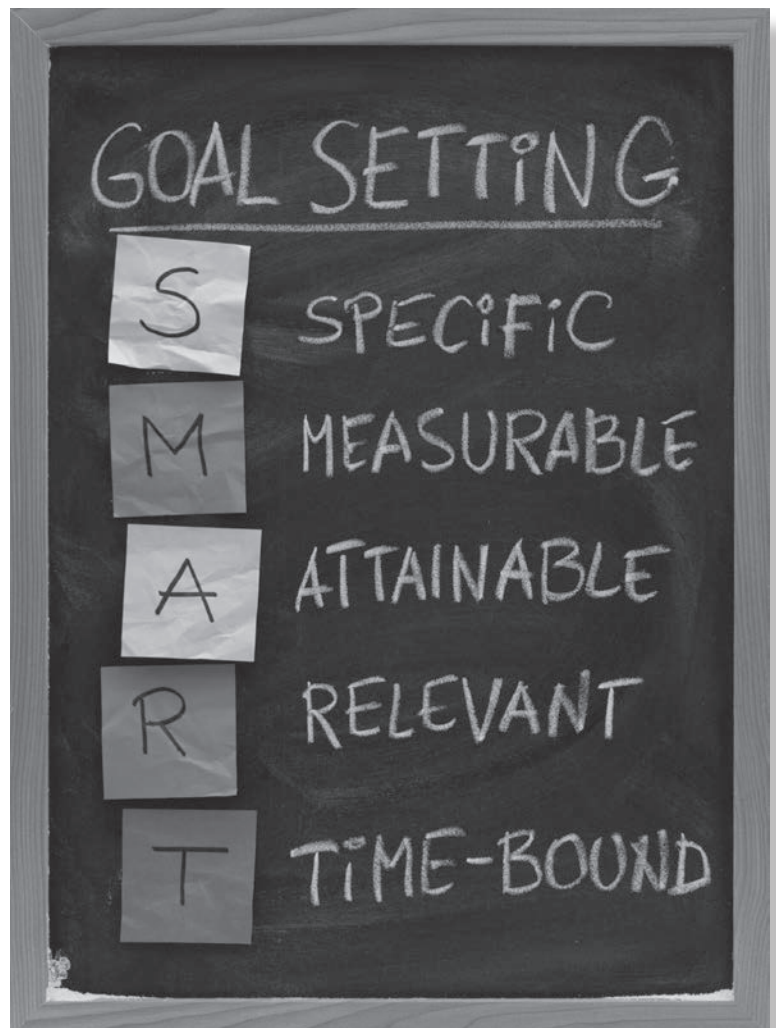 GOAL SETTING
S SPECIFIC
M MEASURABLE
A ATTAINABLE
R RELEVANT
T TIME-BOUND